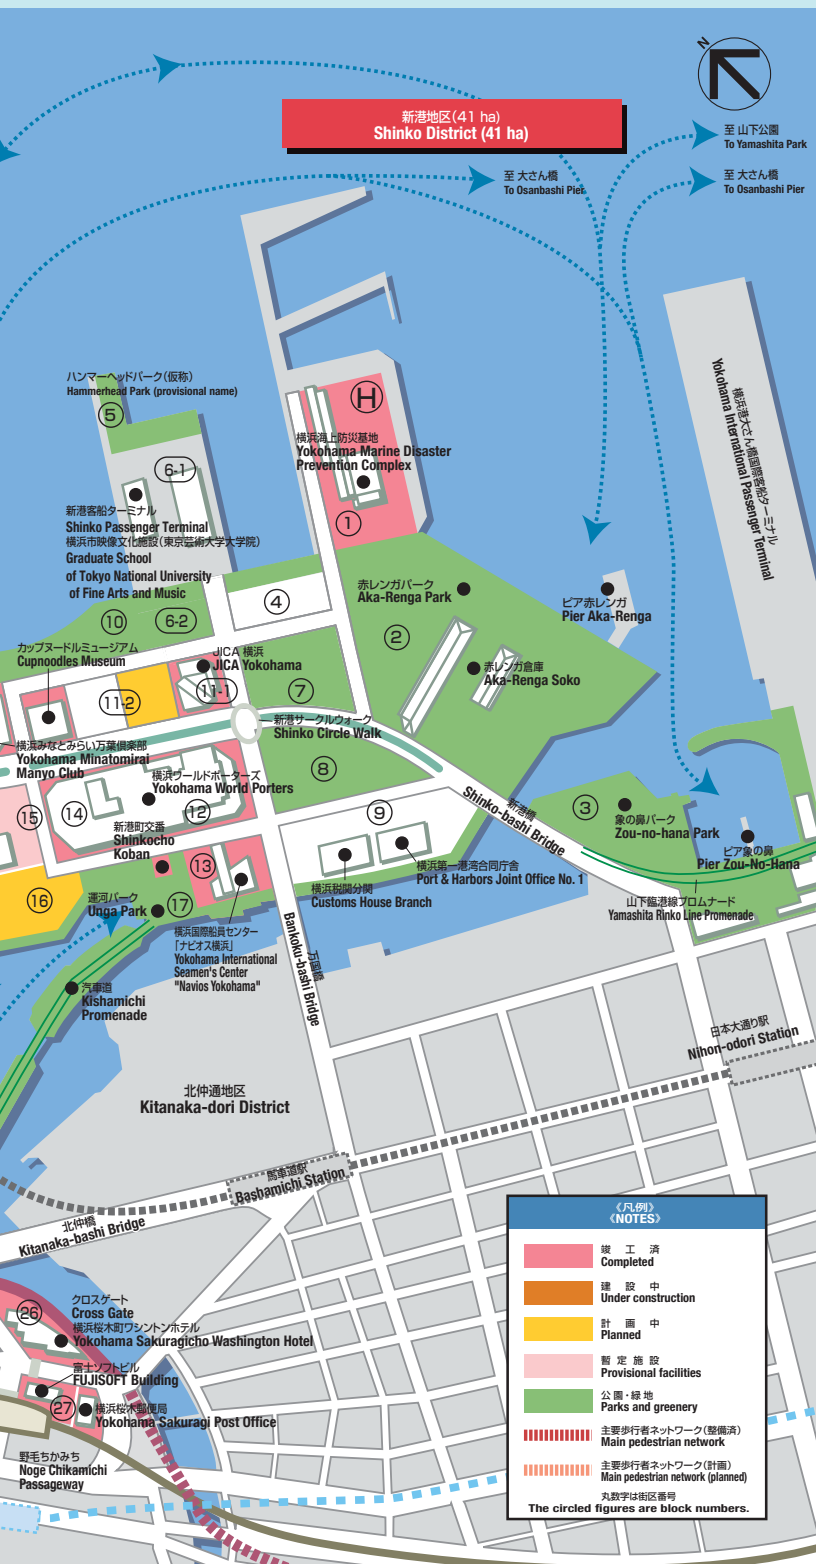 N
新港地区(41 ha)
Shinko District (41 ha)
至 山下公園
To Yamashita Park
至 大さん橋
To Osanbashi Pier
至 大さん橋
To Osanbashi Pier
ハンマーヘッドパーク(仮称)
Hammerhead Park (provisional name)
5
H
6-1
横浜海上防災基地
Yokohama Marine Disaster
Prevention Complex
1
横浜港大さん橋国際客船ターミナル
Yokohama International Passenger Terminal
新港客船ターミナル
Shinko Passenger Terminal
横浜市映像文化施設(東京芸術大学大学院)
Graduate School
of Tokyo National University
of Fine Arts and Music
赤レンガパーク
Aka-Renga Park
ピア赤レンガ
Pier Aka-Renga
4
10
6-2
2
カップヌードルミュージアム
Cupnoodles Museum
JICA 横浜
JICA Yokohama
赤レンガ倉庫
Aka-Renga Soko
11-1
11-2
7
新港サークルウォーク
Shinko Circle Walk
横浜みなとみらい万葉倶楽部
Yokohama Minatomirai
Manyo Club
横浜ワールドポーターズ
Yokohama World Porters
8
新港橋
Shinko-bashi Bridge
15
14
12
9
3
象の鼻パーク
Zou-no-hana Park
新港町交番
Shinkocho
Koban
ピア象の鼻
Pier Zou-No-Hana
13
横浜第一港湾合同庁舎
Port & Harbors Joint Office No. 1
横浜税関分関
Customs House Branch
16
運河パーク
Unga Park
17
山下臨港線プロムナード
Yamashita Rinko Line Promenade
横浜国際船員センター
「ナビオス横浜」
Yokohama International
Seamen's Center
"Navios Yokohama"
万国橋
Bankoku-bashi Bridge
汽車道
Kishamichi
Promenade
日本大通り駅
Nihon-odori Station
北仲通地区
Kitanaka-dori District
馬車道駅
Bashamichi Station
北仲橋
Kitanaka-bashi Bridge
26
クロスゲート
Cross Gate
横浜桜木町ワシントンホテル
Yokohama Sakuragicho Washington Hotel
富士ソフトビル
FUJISOFT Building
27
横浜桜木郵便局
Yokohama Sakuragi Post Office
野毛ちかみち
Noge Chikamichi
Passageway
《凡例》
《NOTES》
竣工済
Completed
建設中
Under construction
計画中
Planned
暫定施設
Provisional facilities
公園・緑地
Parks and greenery
主要歩行者ネットワーク(整備済)
Main pedestrian network
主要歩行者ネットワーク(計画)
Main pedestrian network (planned)
丸数字は街区番号
The circled figures are block numbers.